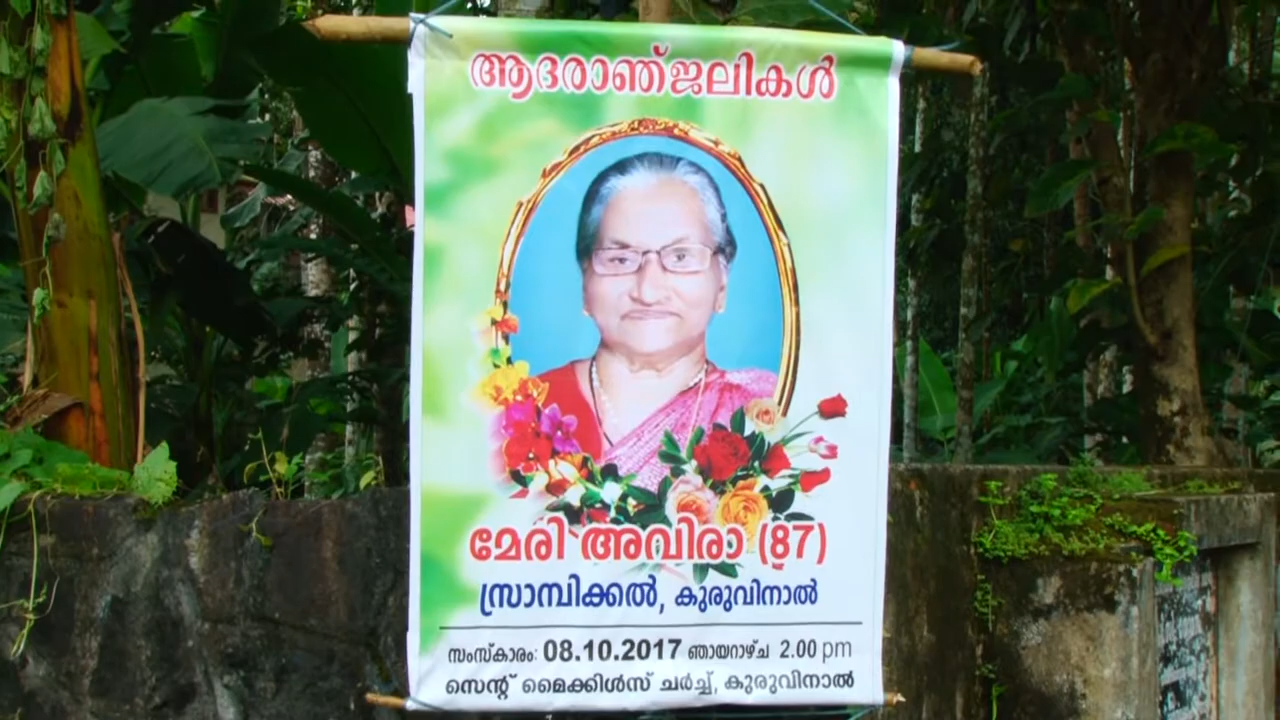 ആദരാഞ്ജലികൾ
മേരി അവിരാ (87)
സ്രാമ്പിക്കൽ, കുരുവിനാൽ
സംസ്കാരം: 08.10.2017 ഞായറാഴ്ച 2.00 pm
സെന്റ് മൈക്കിൾസ് ചർച്ച്, കുരുവിനാൽ